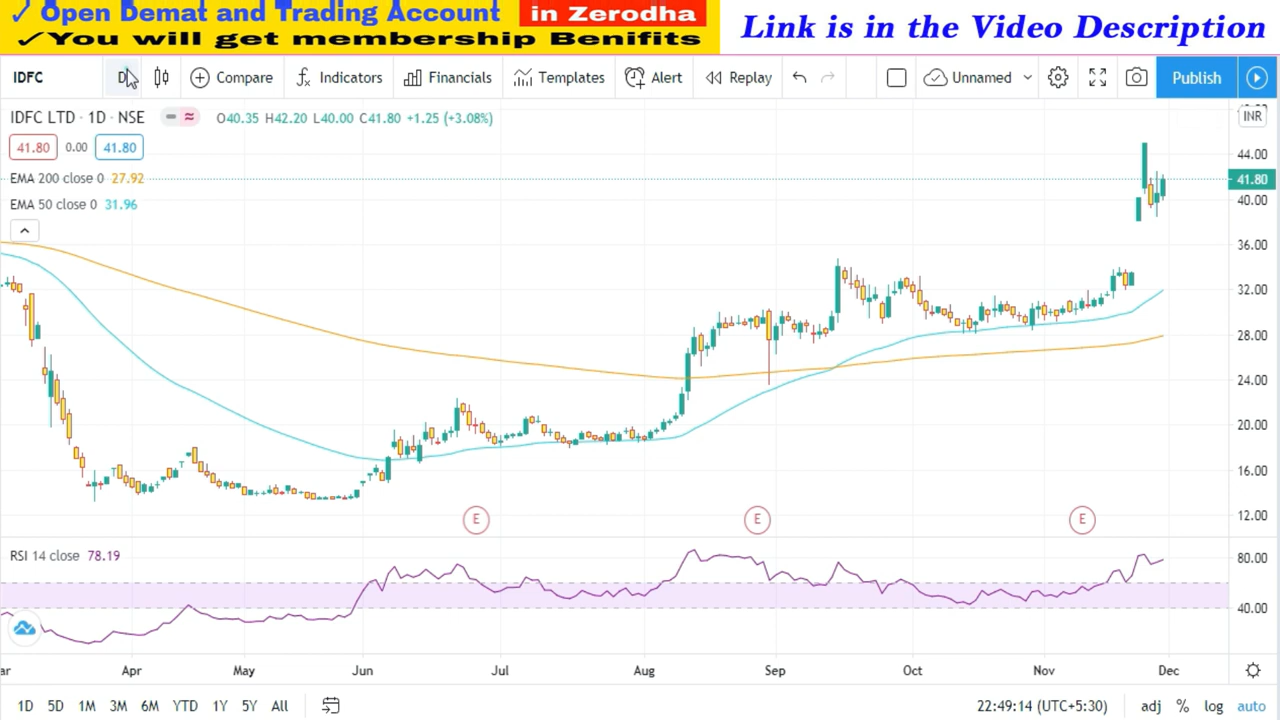 ✓ Open Demat and Trading Account in Zerodha
✓You will get membership Benifits
Link is in the Video Description
IDFC D Compare Indicators Financials Templates Alert Replay Unnamed Publish
IDFC LTD · 1D · NSE O40.35 H42.20 L40.00 C41.80 +1.25 (+3.08%)
INR
41.80 0.00 41.80
EMA 200 close 0 27.92
EMA 50 close 0 31.96
44.00
41.80
40.00
36.00
32.00
28.00
24.00
20.00
16.00
12.00
E E E
RSI 14 close 78.19
80.00
40.00
ar Apr May Jun Jul Aug Sep Oct Nov Dec
1D 5D 1M 3M 6M YTD 1Y 5Y All 22:49:14 (UTC+5:30) adj % log auto